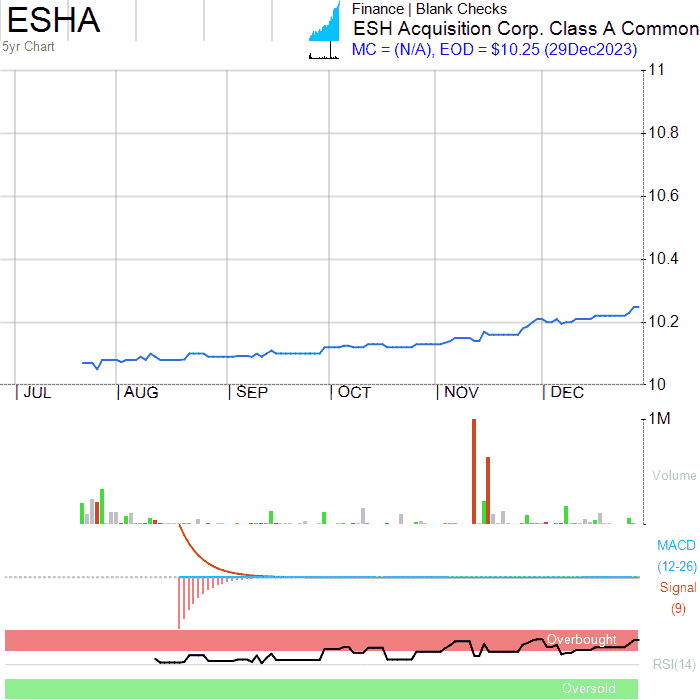 ESHA
5yr Chart
Finance | Blank Checks
ESH Acquisition Corp. Class A Common
MC = (N/A), EOD = $10.25 (29Dec2023)
11
10.8
10.6
10.4
10.2
10
JUL AUG SEP OCT NOV DEC
1M
Volume
MACD
(12-26)
Signal
(9)
Overbought
RSI(14)
Oversold